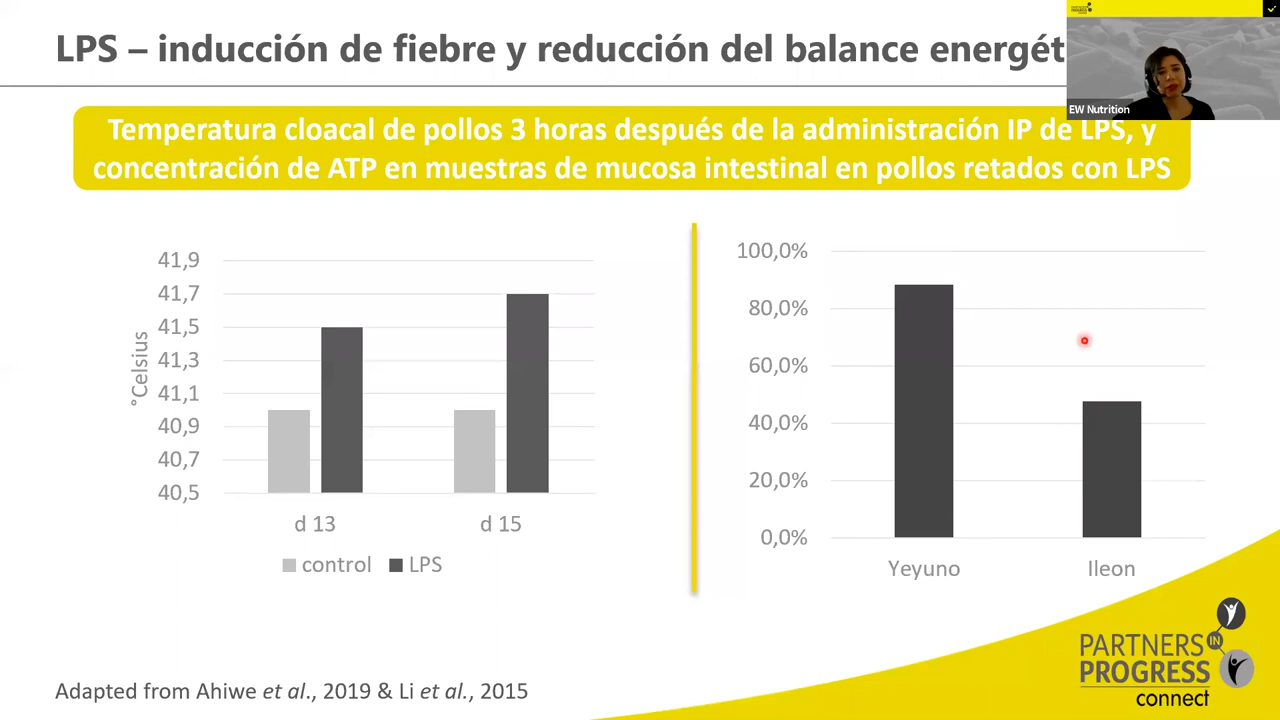 LPS – inducción de fiebre y reducción del balance energét
EW Nutrition
Temperatura cloacal de pollos 3 horas después de la administración IP de LPS, y
concentración de ATP en muestras de mucosa intestinal en pollos retados con LPS
°Celsius
41,9
41,7
41,5
41,3
41,1
40,9
40,7
40,5
d 13
d 15
control
LPS
100,0%
80,0%
60,0%
40,0%
20,0%
0,0%
Yeyuno
Ileon
Adapted from Ahiwe et al., 2019 & Li et al., 2015
PARTNERS
IN
PROGRESS
connect